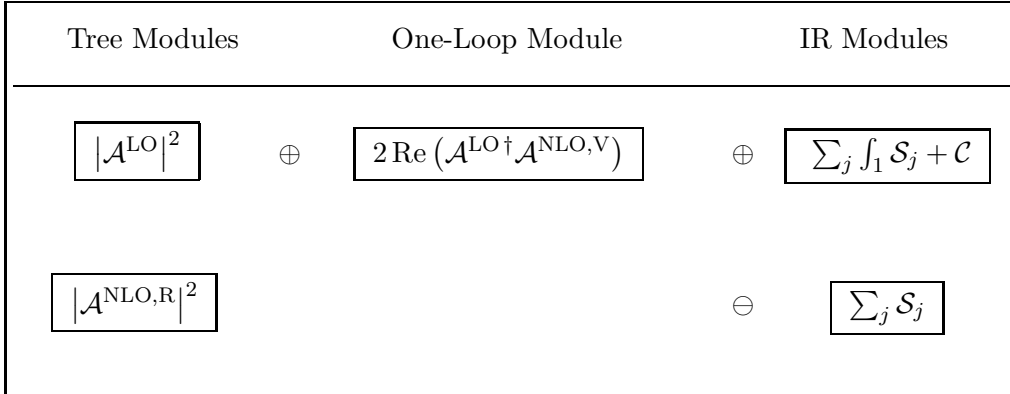 Tree Modules One-Loop Module IR Modules
|𝒜^LO|^2 ⊕ 2 Re (𝒜^LO † 𝒜^NLO,V) ⊕ ∑_j ∫_1 𝒮_j + 𝒞
|𝒜^NLO,R|^2 ⊖ ∑_j 𝒮_j